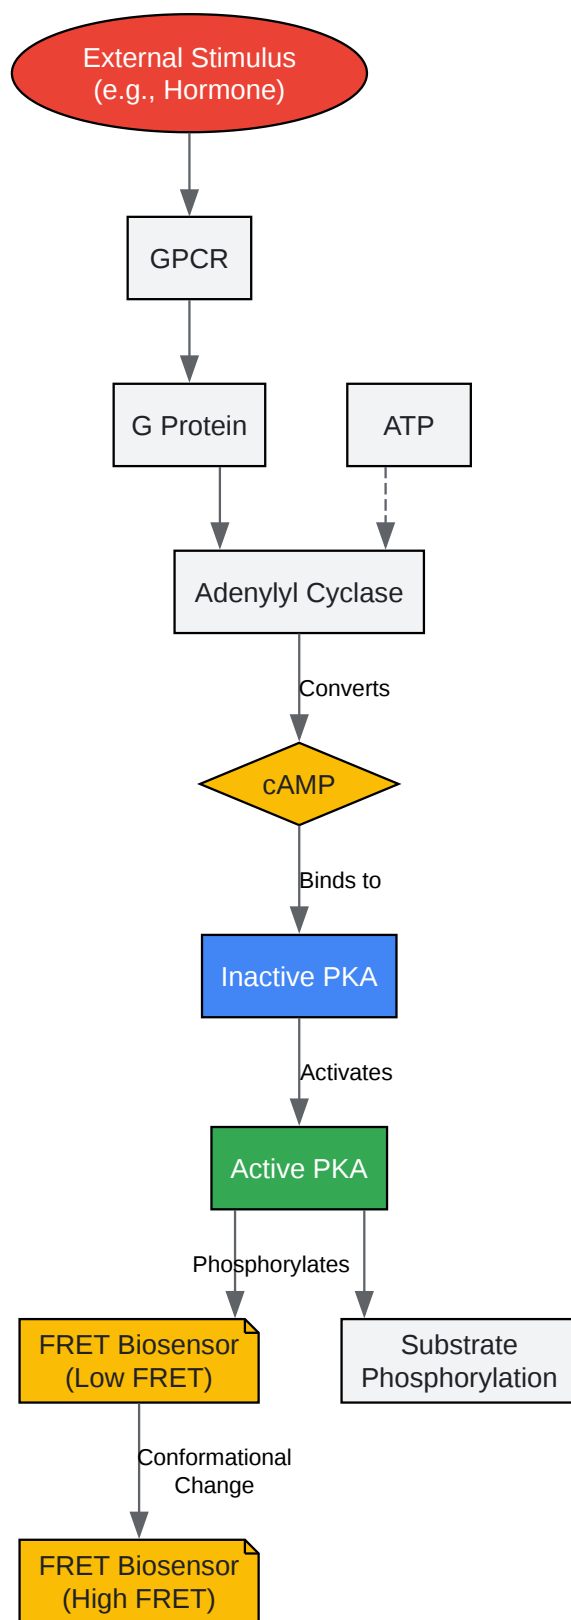 External Stimulus
(e.g., Hormone)
GPCR
G Protein
ATP
Adenylyl Cyclase
Converts
cAMP
Binds to
Inactive PKA
Activates
Active PKA
Phosphorylates
FRET Biosensor
(Low FRET)
Substrate
Phosphorylation
Conformational
Change
FRET Biosensor
(High FRET)